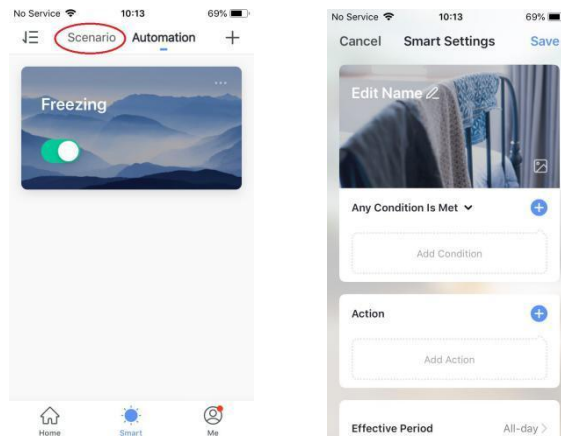 No Service 10:13 69%
Scenario Automation
Freezing
Home Smart Me
No Service 10:13 69%
Cancel Smart Settings Save
Edit Name
Any Condition Is Met
Add Condition
Action
Add Action
Effective Period All-day